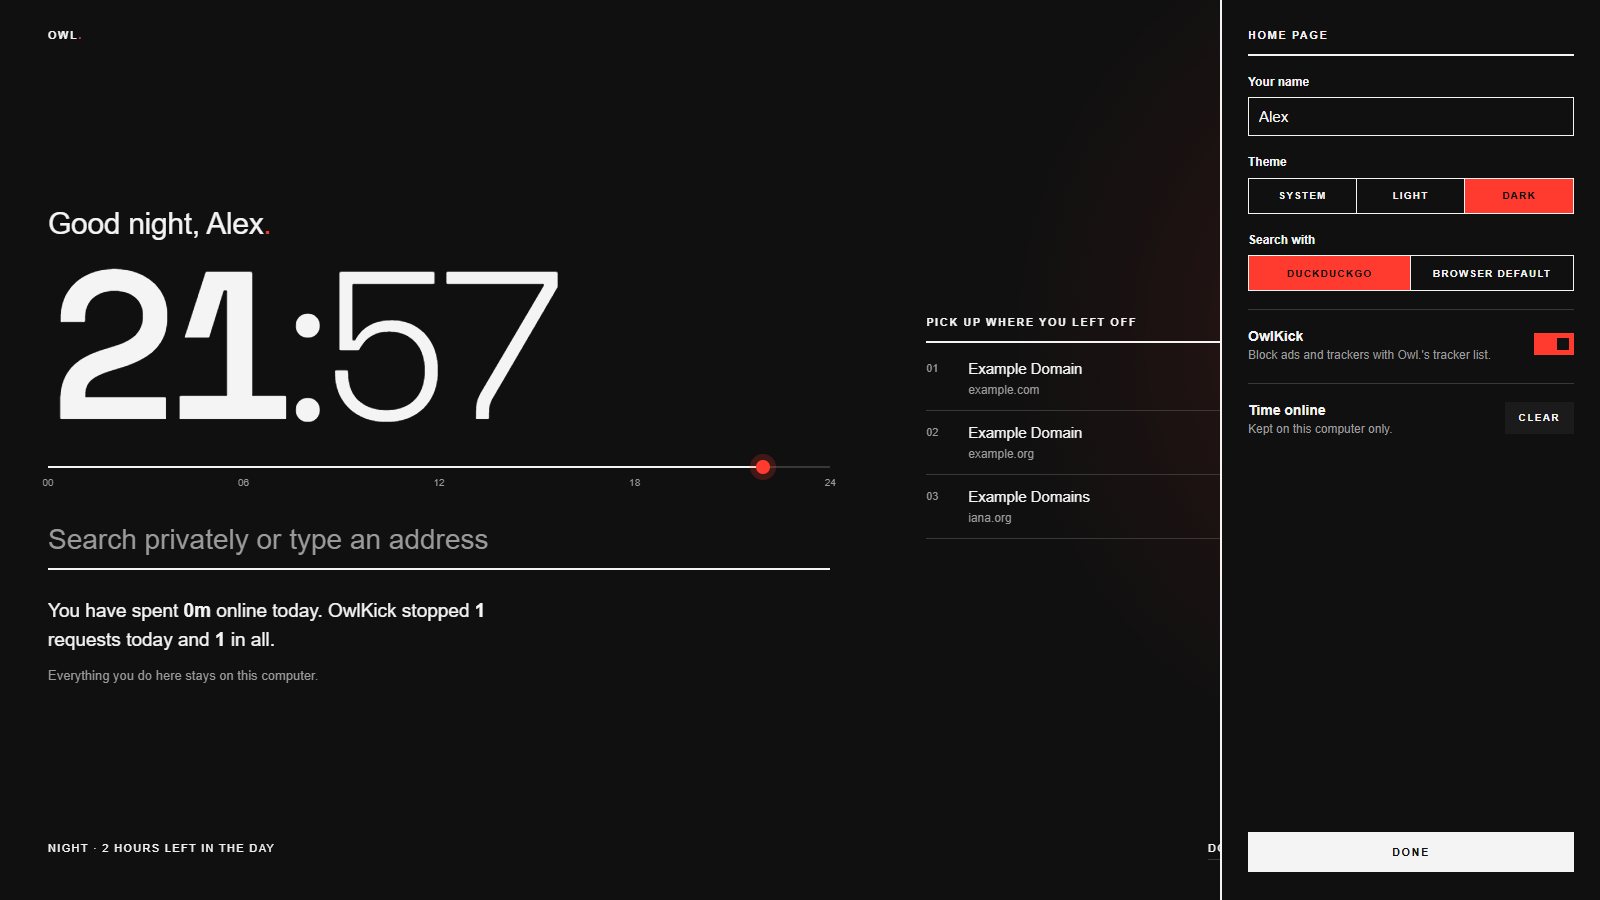 OWL.
Good night, Alex.
21:57
00 06 12 18 24
Search privately or type an address
You have spent 0m online today. OwlKick stopped 1
requests today and 1 in all.
Everything you do here stays on this computer.
NIGHT · 2 HOURS LEFT IN THE DAY
PICK UP WHERE YOU LEFT OFF
01 Example Domain
example.com
02 Example Domain
example.org
03 Example Domains
iana.org
HOME PAGE
Your name
Alex
Theme
SYSTEM LIGHT DARK
Search with
DUCKDUCKGO BROWSER DEFAULT
OwlKick
Block ads and trackers with Owl.'s tracker list.
Time online
Kept on this computer only.
CLEAR
DONE